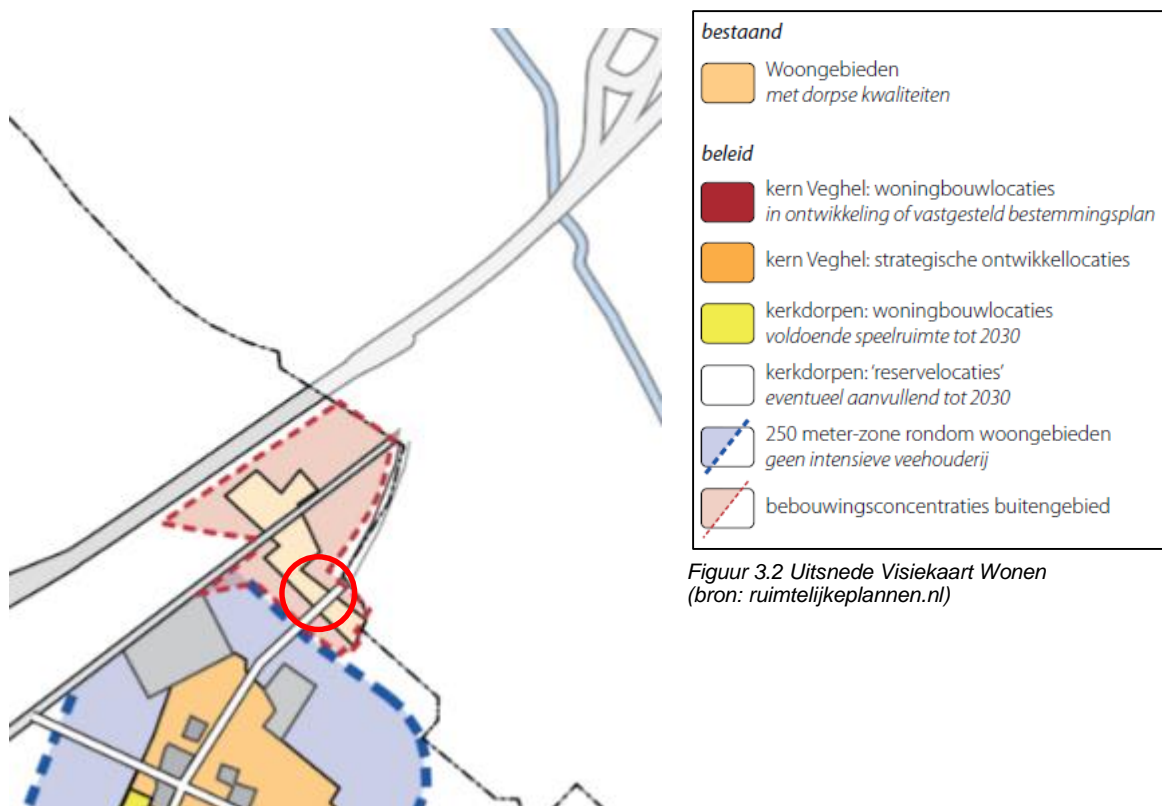 bestaand
Woongebieden
met dorpse kwaliteiten
beleid
kern Veghel: woningbouwlocaties
in ontwikkeling of vastgesteld bestemmingsplan
kern Veghel: strategische ontwikkellocaties
kerkdorpen: woningbouwlocaties
voldoende speelruimte tot 2030
kerkdorpen: ‘reservelocaties’
eventueel aanvullend tot 2030
250 meter-zone rondom woongebieden
geen intensieve veehouderij
bebouwingsconcentraties buitengebied
Figuur 3.2 Uitsnede Visiekaart Wonen
(bron: ruimtelijkeplannen.nl)